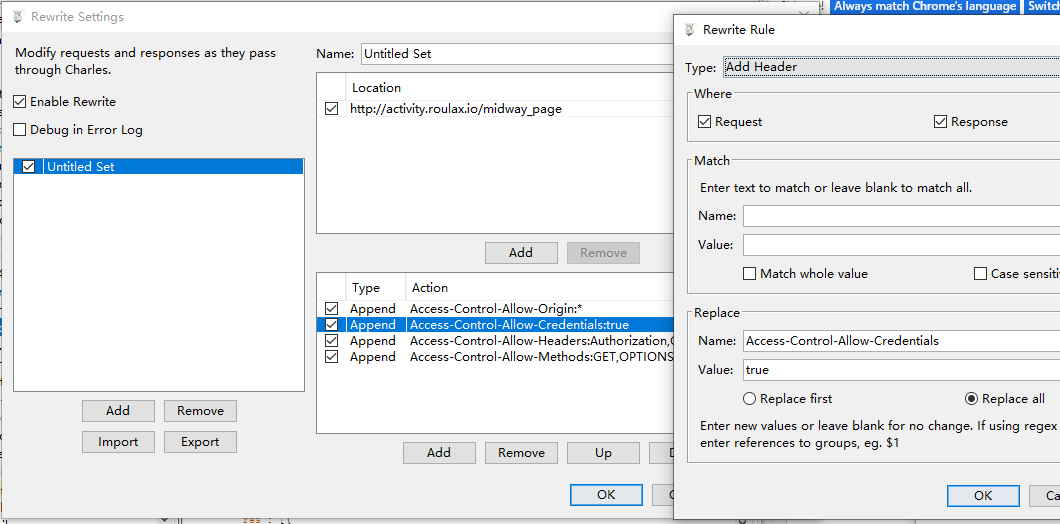 Always match Chrome's language
Switch
Rewrite Settings
Modify requests and responses as they pass
through Charles.
Enable Rewrite
Debug in Error Log
Untitled Set
Add
Remove
Import
Export
Name:
Untitled Set
Location
http://activity.roulax.io/midway_page
Add
Remove
Type
Action
Append
Access-Control-Allow-Origin:*
Append
Access-Control-Allow-Credentials:true
Append
Access-Control-Allow-Headers:Authorization,
Append
Access-Control-Allow-Methods:GET,OPTIONS
Add
Remove
Up
OK
Rewrite Rule
Type:
Add Header
Where
Request
Response
Match
Enter text to match or leave blank to match all.
Name:
Value:
Match whole value
Case sensiti
Replace
Name:
Access-Control-Allow-Credentials
Value:
true
Replace first
Replace all
Enter new values or leave blank for no change. If using regex
enter references to groups, eg. $1
OK
Ca